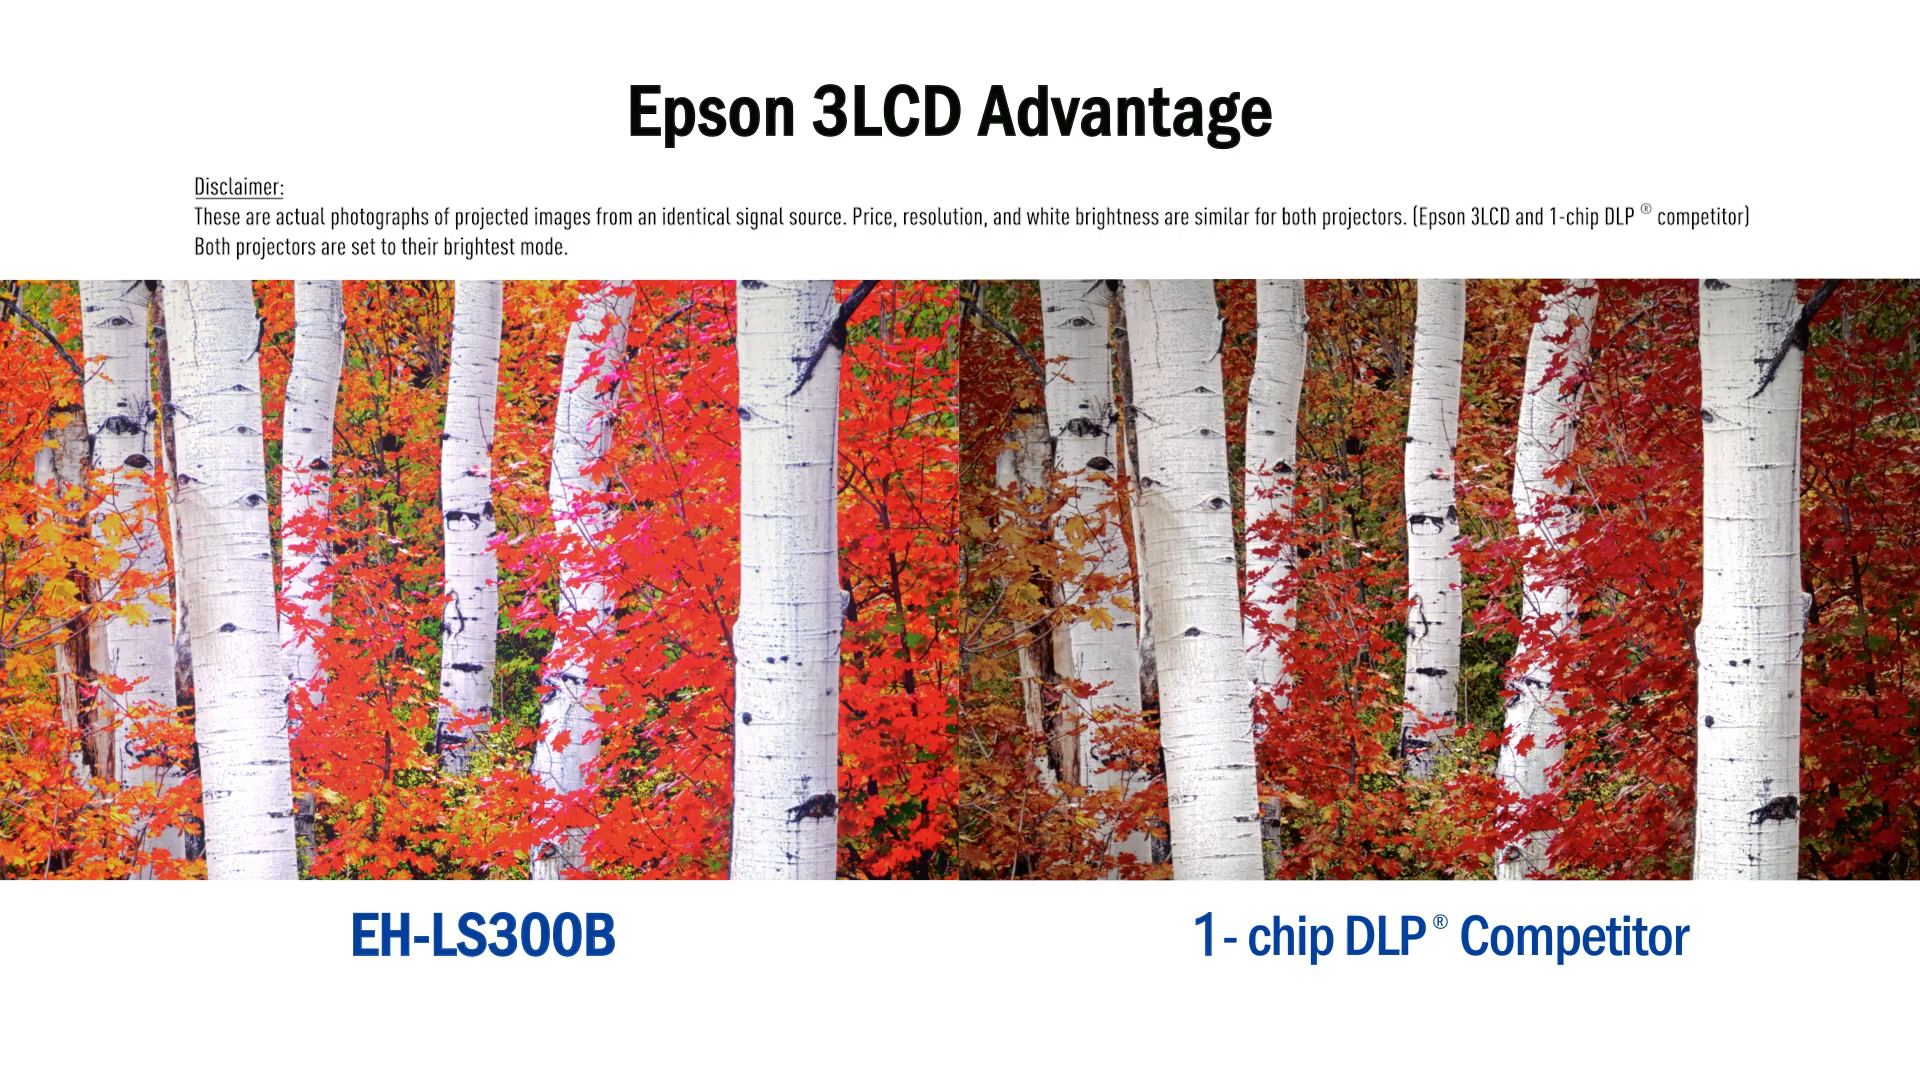 Epson 3LCD Advantage
Disclaimer:
These are actual photographs of projected images from an identical signal source. Price, resolution, and white brightness are similar for both projectors. (Epson 3LCD and 1-chip DLP ® competitor)
Both projectors are set to their brightest mode.
EH-LS300B
1- chip DLP ® Competitor